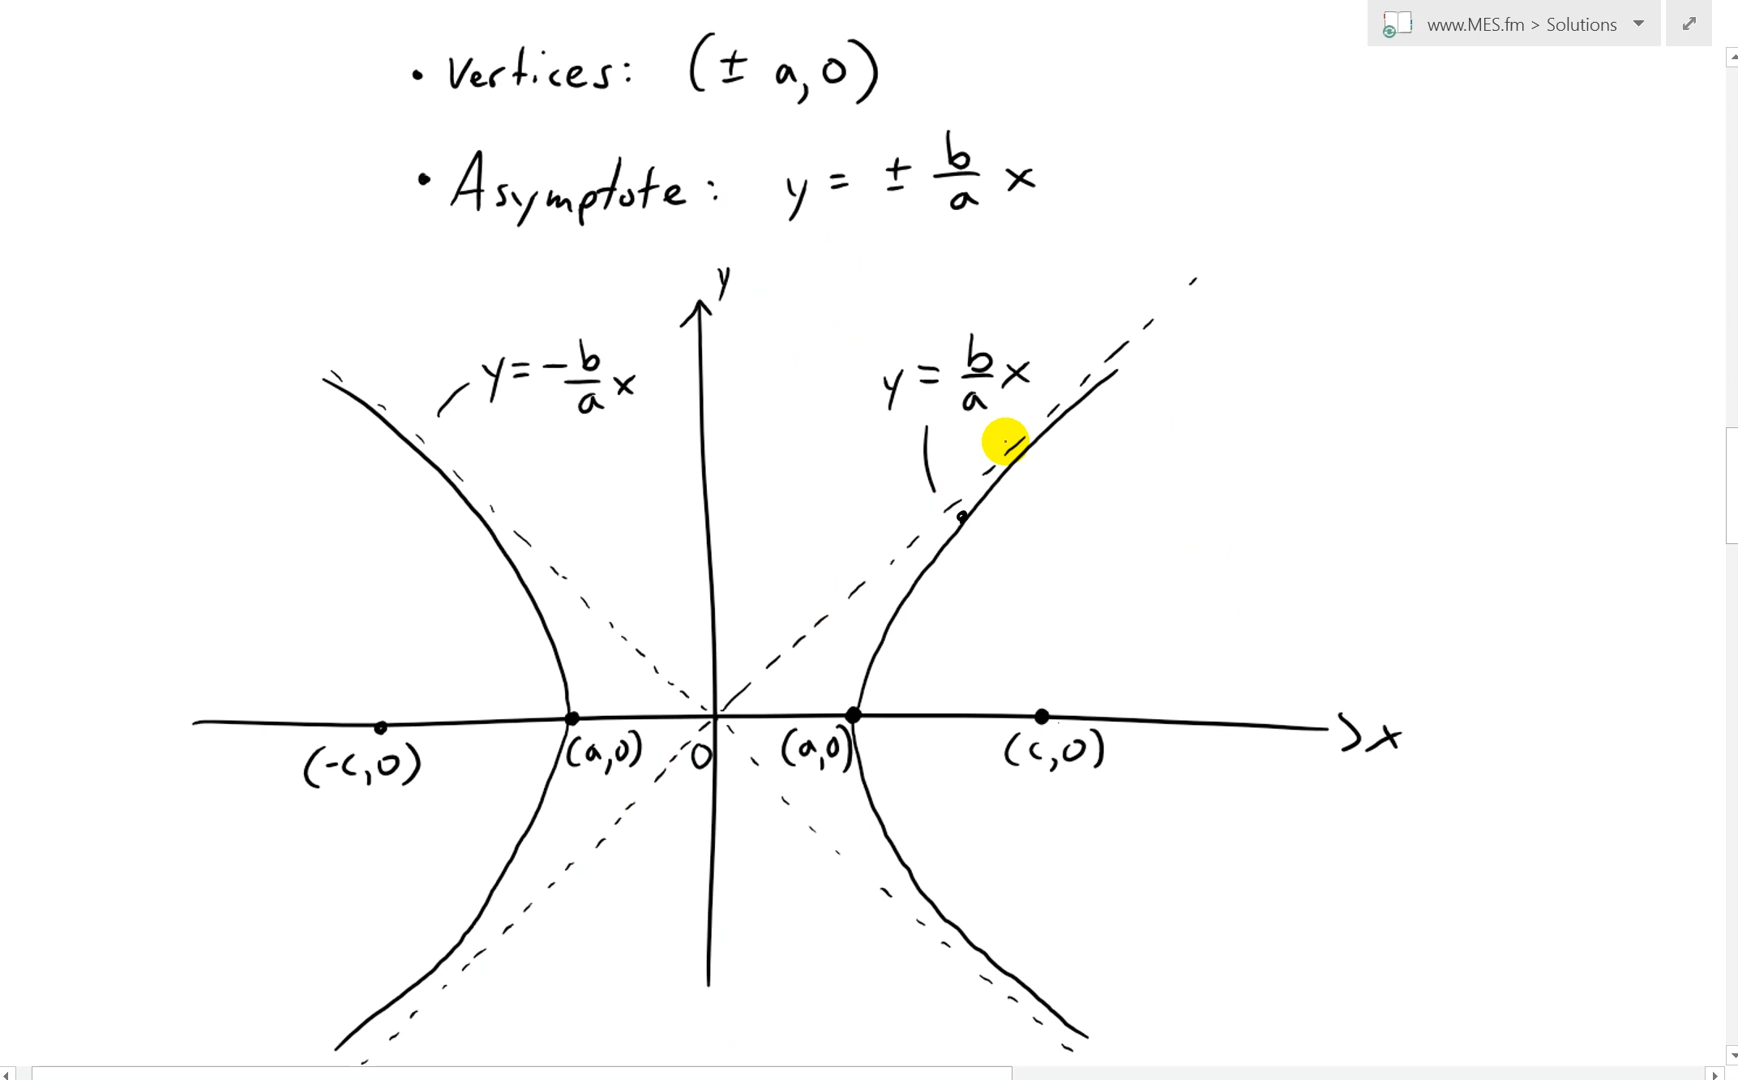 www.MES.fm > Solutions
• Vertices: (± a,0)
• Asymptote: y = ± b/a x
y
y = - b/a x
y = b/a x
(-c,0) (a,0) 0 (a,0) (c,0) x